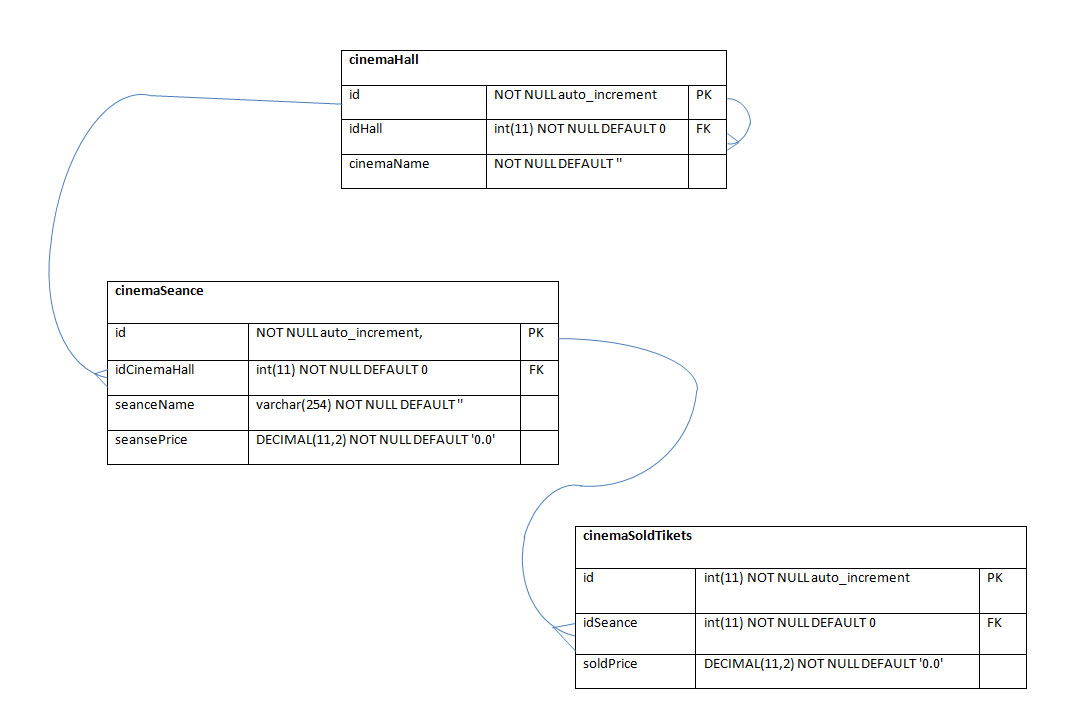 cinemaHall
id NOT NULL auto_increment PK
idHall int(11) NOT NULL DEFAULT 0 FK
cinemaName NOT NULL DEFAULT ''
cinemaSeance
id NOT NULL auto_increment, PK
idCinemaHall int(11) NOT NULL DEFAULT 0 FK
seanceName varchar(254) NOT NULL DEFAULT ''
seansePrice DECIMAL(11,2) NOT NULL DEFAULT '0.0'
cinemaSoldTikets
id int(11) NOT NULL auto_increment PK
idSeance int(11) NOT NULL DEFAULT 0 FK
soldPrice DECIMAL(11,2) NOT NULL DEFAULT '0.0'